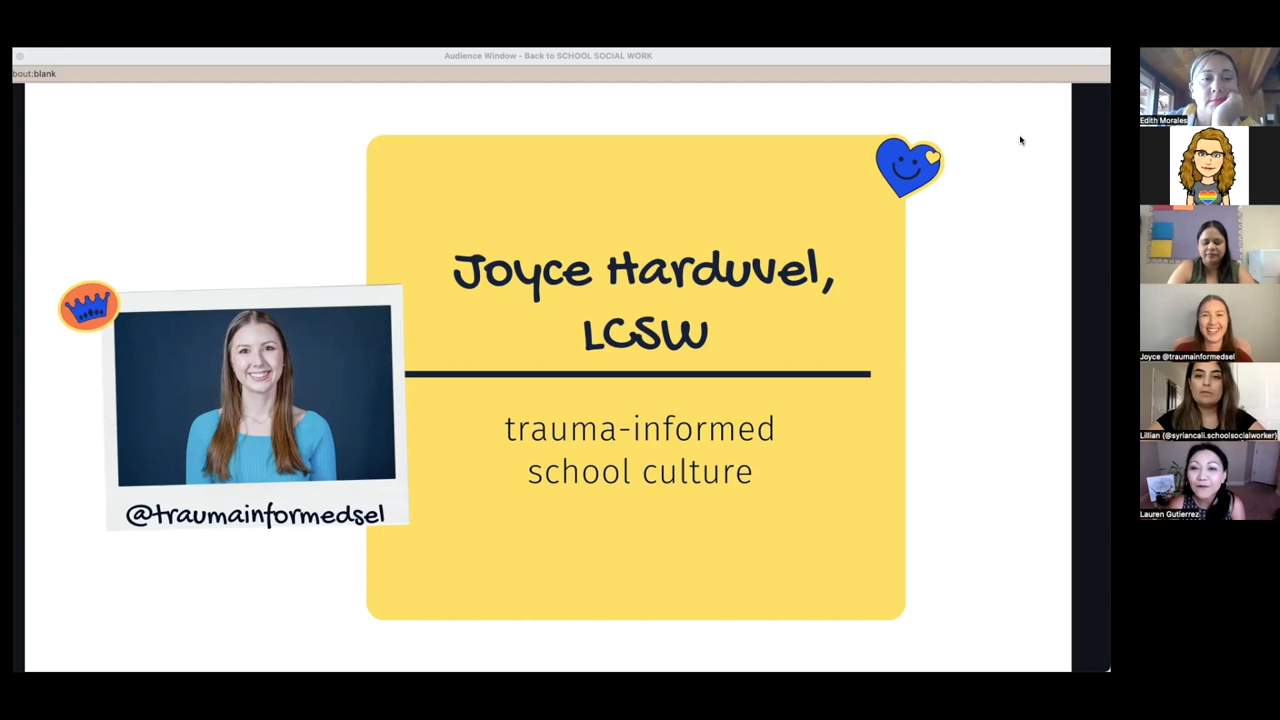 Audience Window - Back to SCHOOL SOCIAL WORK
bout:blank
Joyce Harduvel,
LCSW
trauma-informed
school culture
@traumainformedsel
Edith Morales
Joyce @traumainformedsel
Lillian (@syriancali.schoolsocialworker)
Lauren Gutierrez